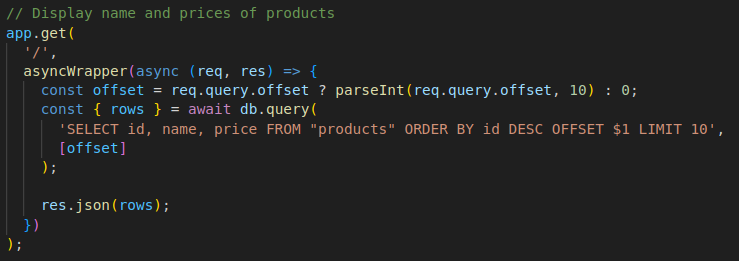 // Display name and prices of products
app.get(
'/',
asyncWrapper(async (req, res) => {
const offset = req.query.offset ? parseInt(req.query.offset, 10) : 0;
const { rows } = await db.query(
'SELECT id, name, price FROM "products" ORDER BY id DESC OFFSET $1 LIMIT 10',
[offset]
);
res.json(rows);
})
);